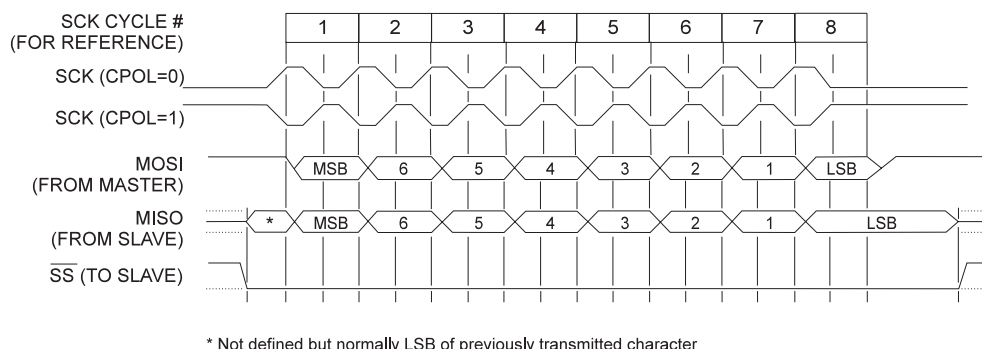 SCK CYCLE #
(FOR REFERENCE)
1 2 3 4 5 6 7 8
SCK (CPOL=0)
SCK (CPOL=1)
MOSI
(FROM MASTER)
MSB 6 5 4 3 2 1 LSB
MISO
(FROM SLAVE)
* MSB 6 5 4 3 2 1 LSB
SS (TO SLAVE)
* Not defined but normally LSB of previously transmitted character